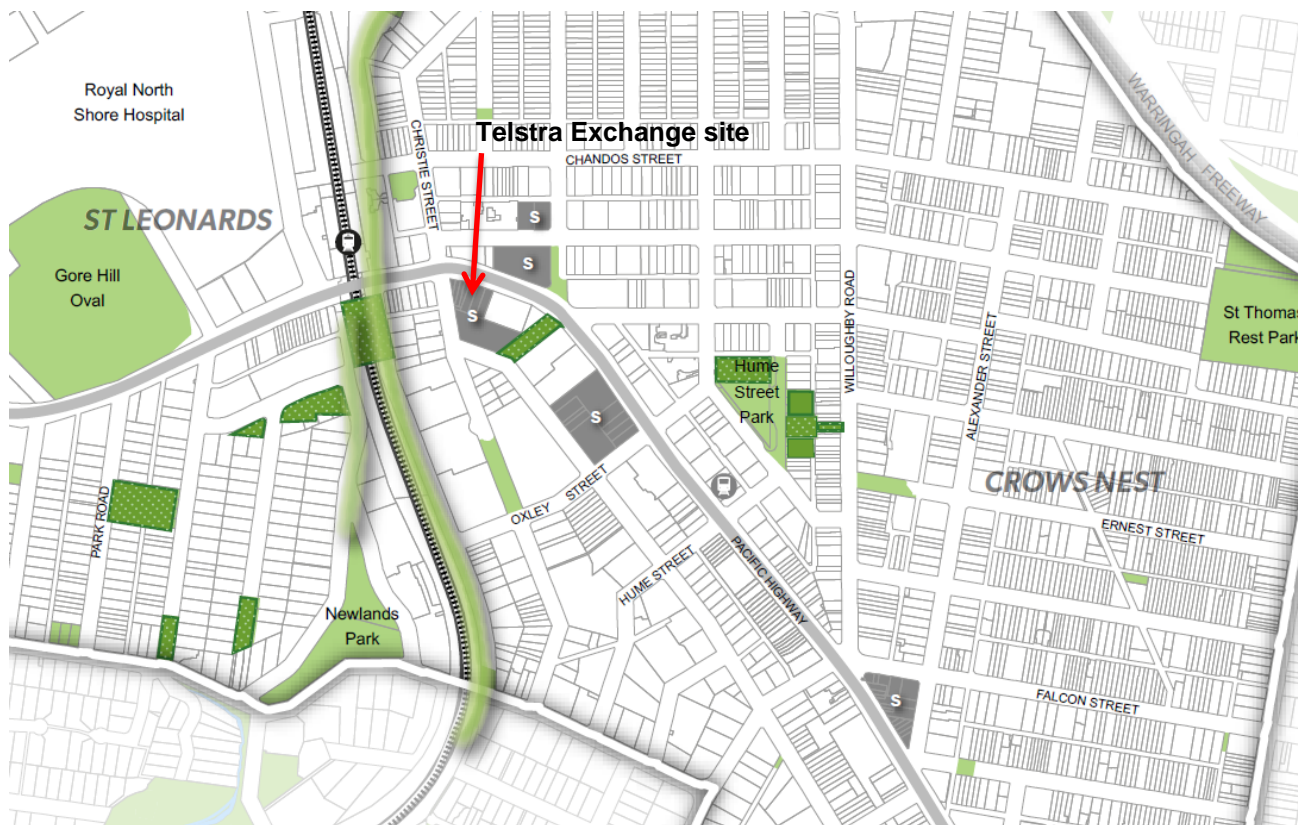 Royal North
Shore Hospital
Telstra Exchange site
CHRISTIE STREET
CHANDOS STREET
WARRINGAH FREEWAY
ST LEONARDS
S
Gore Hill
Oval
S
S
WILLOUGHBY ROAD
St Thomas
Rest Park
ALEXANDER STREET
Hume
Street
Park
S
CROWS NEST
PARK ROAD
OXLEY STREET
ERNEST STREET
HUME STREET
PACIFIC HIGHWAY
Newlands
Park
S
FALCON STREET